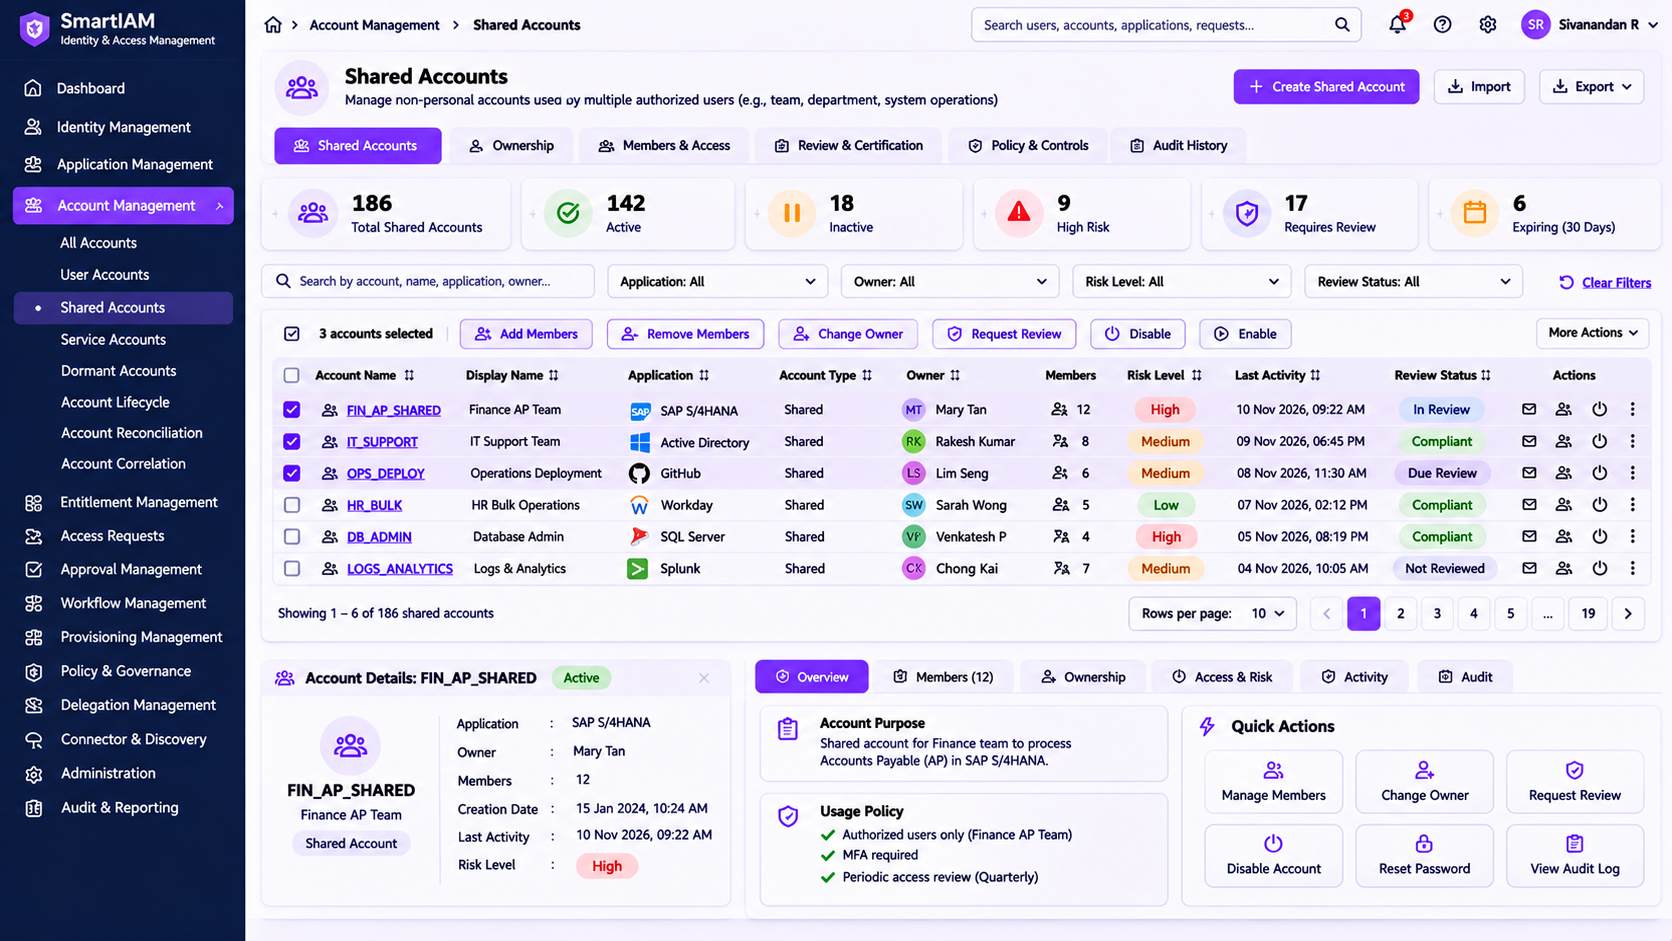 SmartIAM
Identity & Access Management
Dashboard
Identity Management
Application Management
Account Management
All Accounts
User Accounts
Shared Accounts
Service Accounts
Dormant Accounts
Account Lifecycle
Account Reconciliation
Account Correlation
Entitlement Management
Access Requests
Approval Management
Workflow Management
Provisioning Management
Policy & Governance
Delegation Management
Connector & Discovery
Administration
Audit & Reporting
Account Management > Shared Accounts
Search users, accounts, applications, requests...
3
SR Sivanandan R
Shared Accounts
Manage non-personal accounts used by multiple authorized users (e.g., team, department, system operations)
+ Create Shared Account
Import
Export
Shared Accounts
Ownership
Members & Access
Review & Certification
Policy & Controls
Audit History
186
Total Shared Accounts
142
Active
18
Inactive
9
High Risk
17
Requires Review
6
Expiring (30 Days)
Search by account, name, application, owner...
Application: All
Owner: All
Risk Level: All
Review Status: All
Clear Filters
3 accounts selected
Add Members
Remove Members
Change Owner
Request Review
Disable
Enable
More Actions
Account Name Display Name Application Account Type Owner Members Risk Level Last Activity Review Status Actions
FIN_AP_SHARED Finance AP Team SAP SAP S/4HANA Shared MT Mary Tan 12 High 10 Nov 2026, 09:22 AM In Review
IT_SUPPORT IT Support Team Active Directory Shared RK Rakesh Kumar 8 Medium 09 Nov 2026, 06:45 PM Compliant
OPS_DEPLOY Operations Deployment GitHub Shared LS Lim Seng 6 Medium 08 Nov 2026, 11:30 AM Due Review
HR_BULK HR Bulk Operations Workday Shared SW Sarah Wong 5 Low 07 Nov 2026, 02:12 PM Compliant
DB_ADMIN Database Admin SQL Server Shared Venkatesh P 4 High 05 Nov 2026, 08:19 PM Compliant
LOGS_ANALYTICS Logs & Analytics Splunk Shared CK Chong Kai 7 Medium 04 Nov 2026, 10:05 AM Not Reviewed
Showing 1 – 6 of 186 shared accounts
Rows per page: 10
< 1 2 3 4 5 ... 19 >
Account Details: FIN_AP_SHARED Active
FIN_AP_SHARED
Finance AP Team
Shared Account
Application : SAP S/4HANA
Owner : Mary Tan
Members : 12
Creation Date : 15 Jan 2024, 10:24 AM
Last Activity : 10 Nov 2026, 09:22 AM
Risk Level : High
Overview
Members (12)
Ownership
Access & Risk
Activity
Audit
Account Purpose
Shared account for Finance team to process
Accounts Payable (AP) in SAP S/4HANA.
Usage Policy
Authorized users only (Finance AP Team)
MFA required
Periodic access review (Quarterly)
Quick Actions
Manage Members
Change Owner
Request Review
Disable Account
Reset Password
View Audit Log